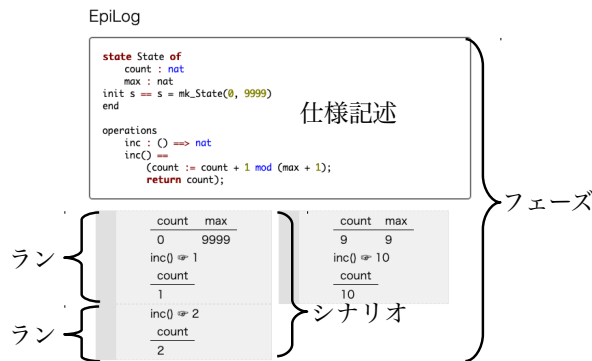 EpiLog
state State of
count : nat
max : nat
init s == s = mk_State(0, 9999)
end
operations
inc : () ==> nat
inc() ==
(count := count + 1 mod (max + 1);
return count);
仕様記述
フェーズ
count max
0 9999
inc() ☞ 1
count
1
inc() ☞ 2
count
2
count max
9 9
inc() ☞ 10
count
10
ラン
ラン
シナリオ